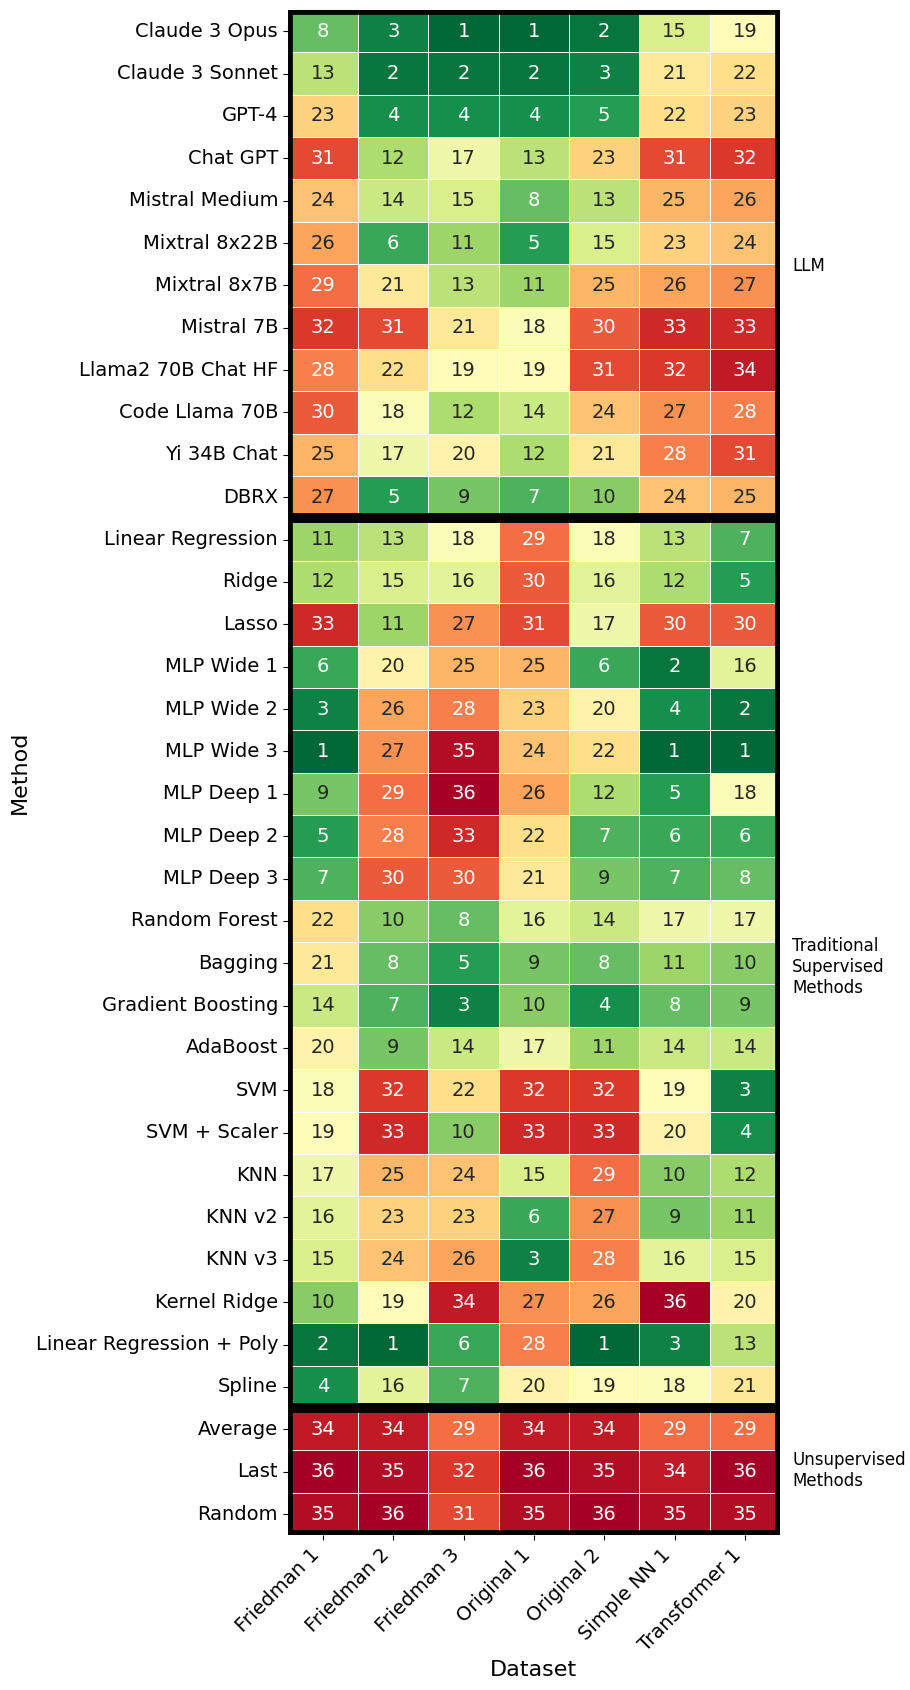 Claude 3 Opus 8 3 1 1 2 15 19
Claude 3 Sonnet 13 2 2 2 3 21 22
GPT-4 23 4 4 4 5 22 23
Chat GPT 31 12 17 13 23 31 32
Mistral Medium 24 14 15 8 13 25 26
Mixtral 8x22B 26 6 11 5 15 23 24
Mixtral 8x7B 29 21 13 11 25 26 27
Mistral 7B 32 31 21 18 30 33 33
Llama2 70B Chat HF 28 22 19 19 31 32 34
Code Llama 70B 30 18 12 14 24 27 28
Yi 34B Chat 25 17 20 12 21 28 31
DBRX 27 5 9 7 10 24 25
LLM
Linear Regression 11 13 18 29 18 13 7
Ridge 12 15 16 30 16 12 5
Lasso 33 11 27 31 17 30 30
MLP Wide 1 6 20 25 25 6 2 16
MLP Wide 2 3 26 28 23 20 4 2
MLP Wide 3 1 27 35 24 22 1 1
MLP Deep 1 9 29 36 26 12 5 18
MLP Deep 2 5 28 33 22 7 6 6
MLP Deep 3 7 30 30 21 9 7 8
Random Forest 22 10 8 16 14 17 17
Bagging 21 8 5 9 8 11 10
Gradient Boosting 14 7 3 10 4 8 9
AdaBoost 20 9 14 17 11 14 14
SVM 18 32 22 32 32 19 3
SVM + Scaler 19 33 10 33 33 20 4
KNN 17 25 24 15 29 10 12
KNN v2 16 23 23 6 27 9 11
KNN v3 15 24 26 3 28 16 15
Kernel Ridge 10 19 34 27 26 36 20
Linear Regression + Poly 2 1 6 28 1 3 13
Spline 4 16 7 20 19 18 21
Traditional
Supervised
Methods
Average 34 34 29 34 34 29 29
Last 36 35 32 36 35 34 36
Random 35 36 31 35 36 35 35
Unsupervised
Methods
Method
Friedman 1
Friedman 2
Friedman 3
Original 1
Original 2
Simple NN 1
Transformer 1
Dataset